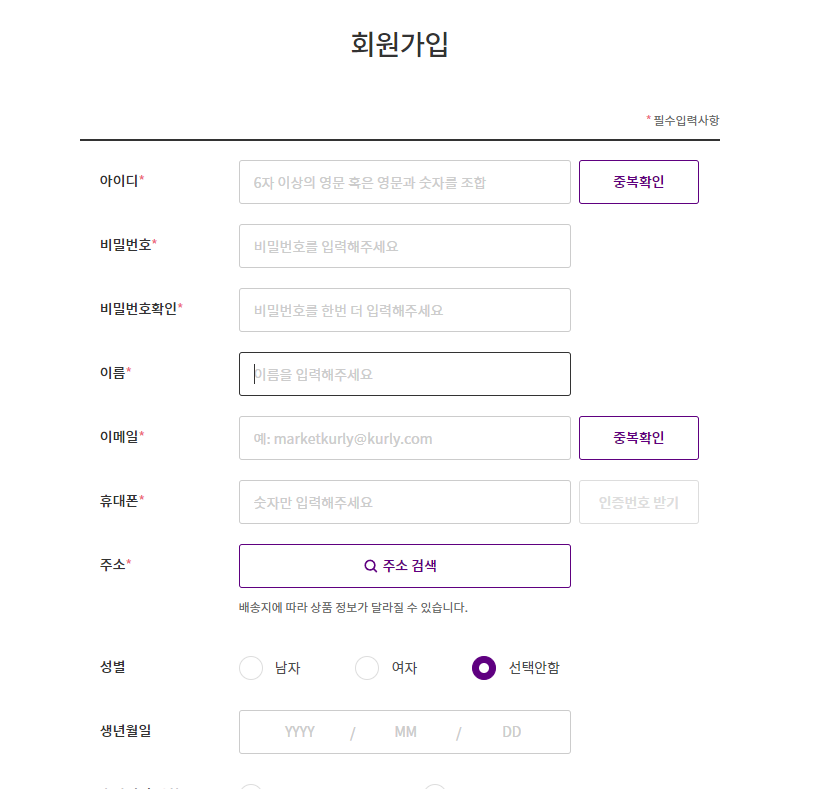 회원가입
*필수입력사항
아이디* 6자 이상의 영문 혹은 영문과 숫자를 조합 중복확인
비밀번호* 비밀번호를 입력해주세요
비밀번호확인* 비밀번호를 한번 더 입력해주세요
이름* 이름을 입력해주세요
이메일* 예: marketkurly@kurly.com 중복확인
휴대폰* 숫자만 입력해주세요 인증번호 받기
주소* 주소 검색
배송지에 따라 상품 정보가 달라질 수 있습니다.
성별 남자 여자 선택안함
생년월일 YYYY / MM / DD